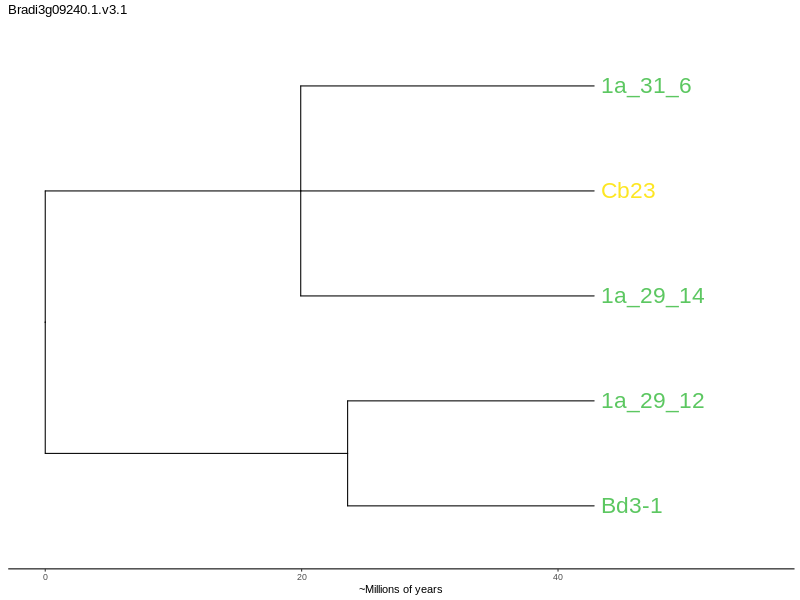 Bradi3g09240.1.v3.1
1a_31_6
Cb23
1a_29_14
1a_29_12
Bd3-1
0 20 40
~Millions of years